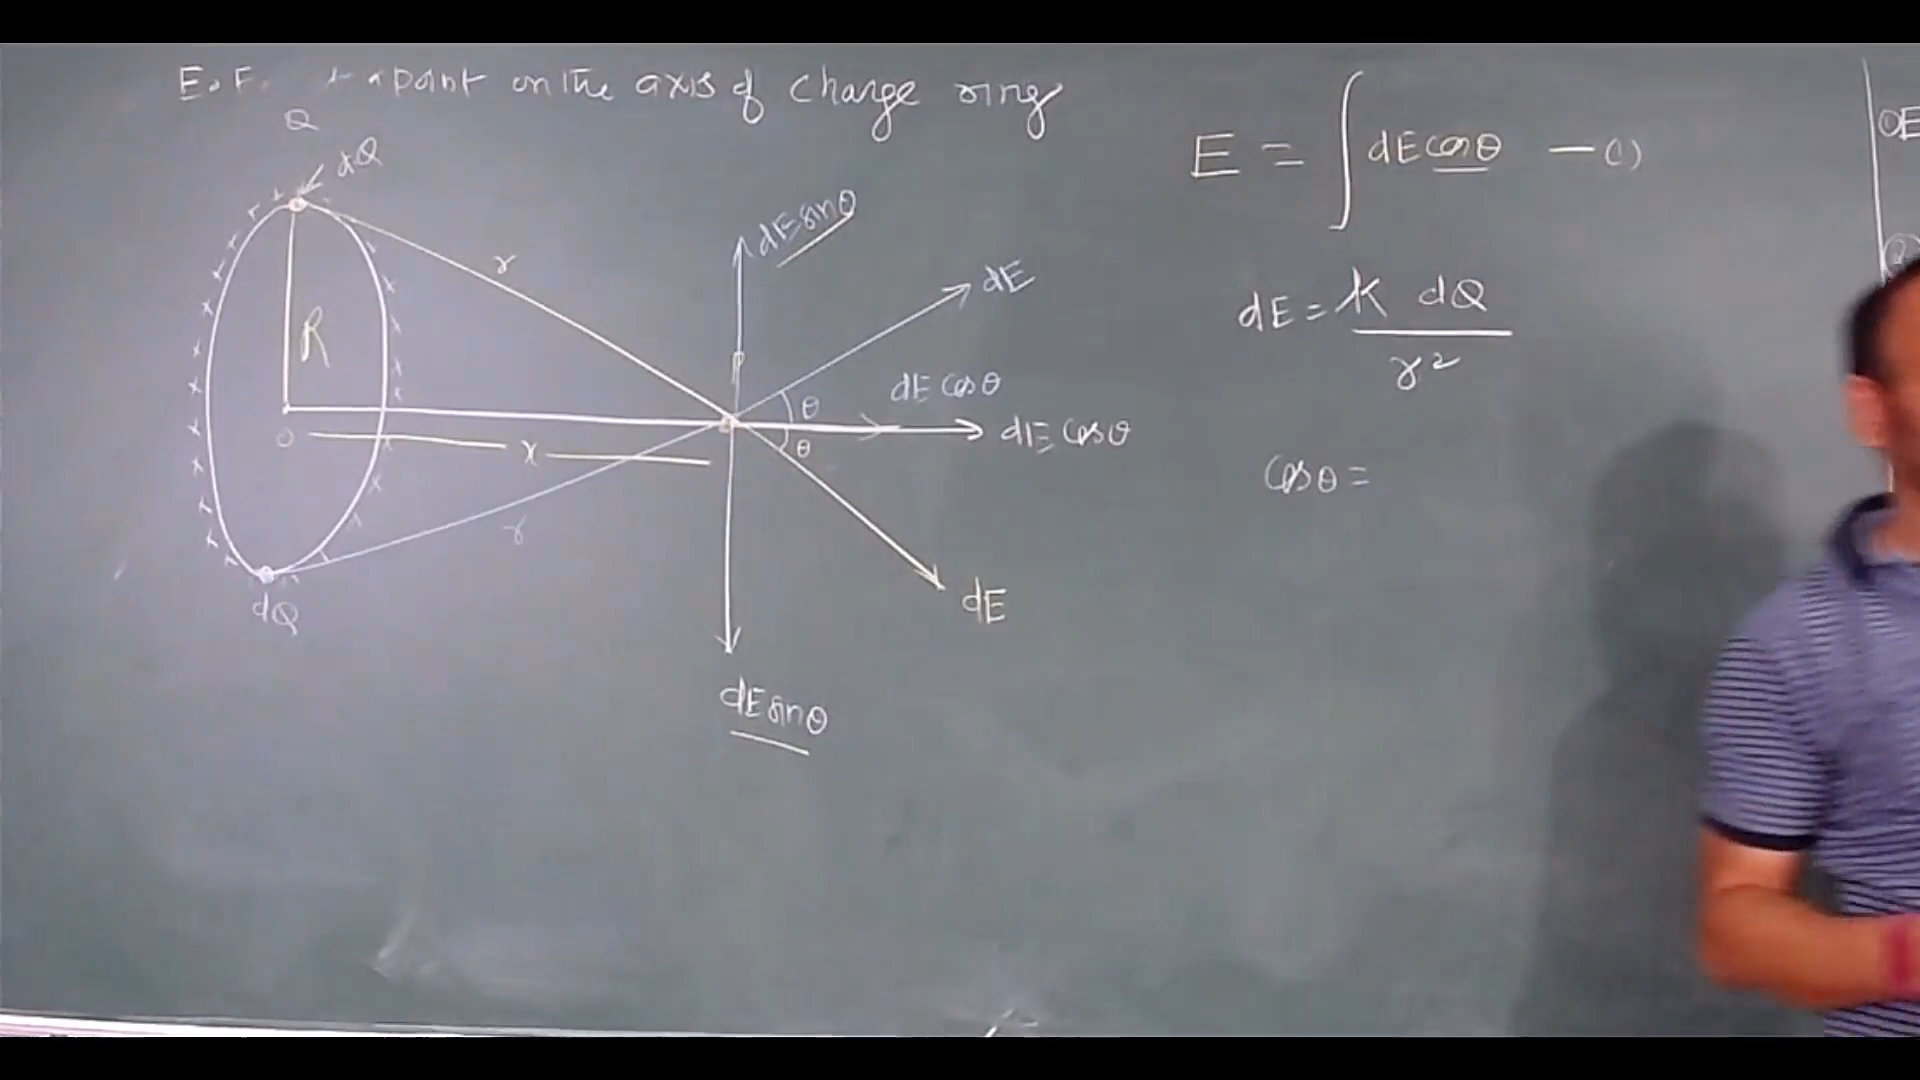 E.F. a point on the axis of charge ring
Q
dQ
dE sinθ
r
dE
R
P
dE cosθ
θ
dE cosθ
θ
O
x
r
dE
dQ
dE sinθ
E = ∫ dE cosθ — (1)
dE = K dQ
r²
cosθ =